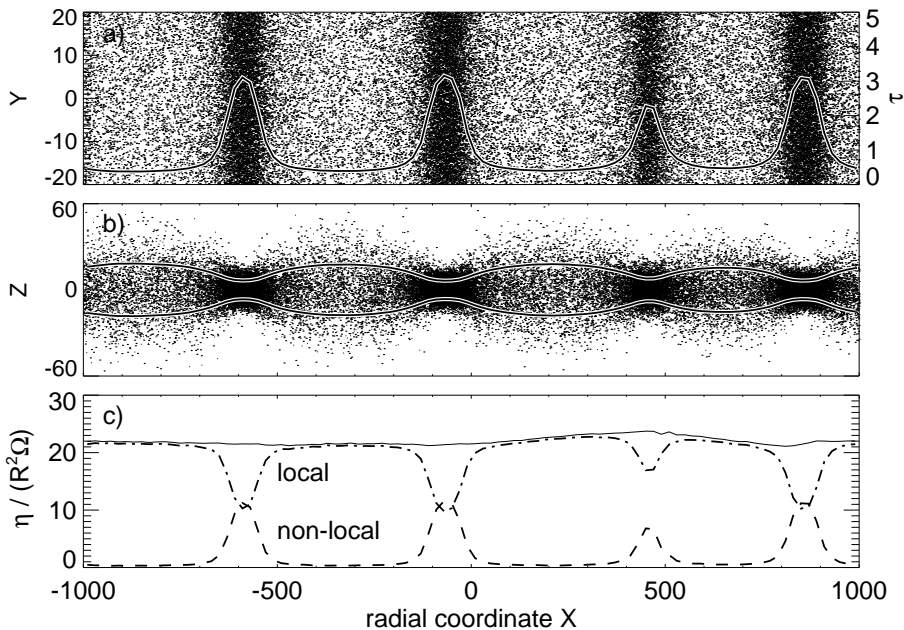 a)
20
10
0
-10
-20
Y
5
4
3
2
1
0
τ
b)
60
0
-60
Z
c)
30
20
10
0
η / (R²Ω)
local
non-local
-1000 -500 0 500 1000
radial coordinate X